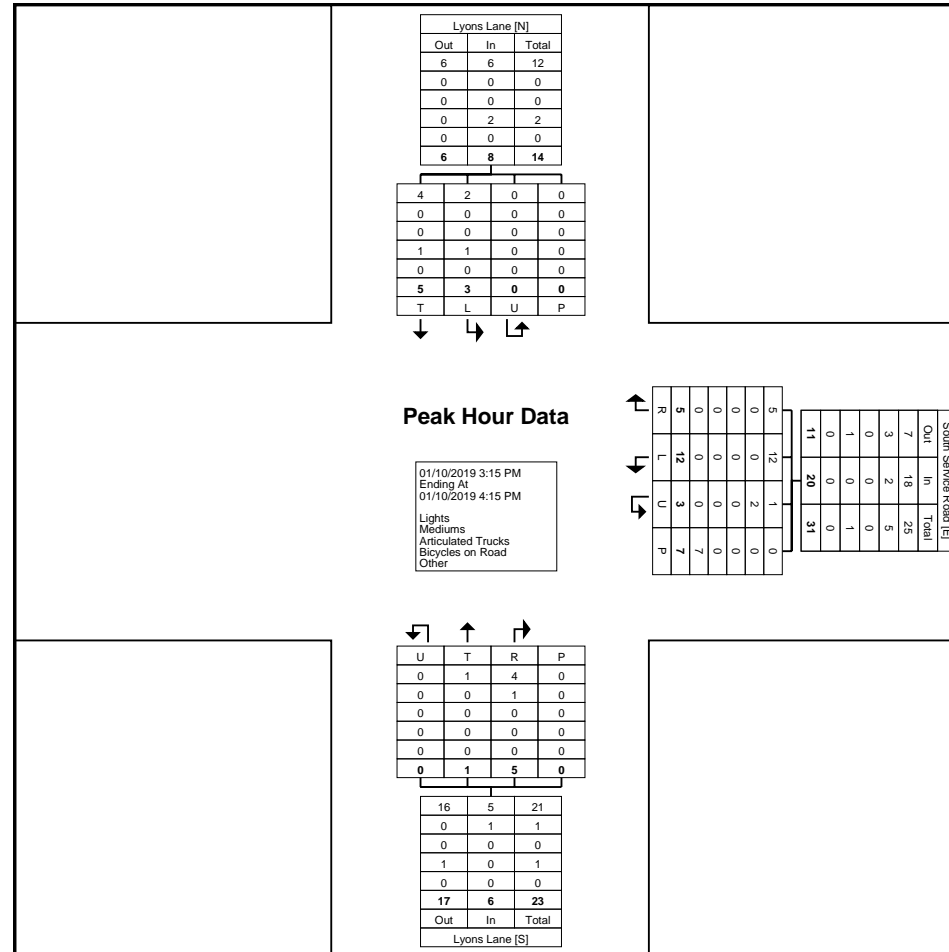 Lyons Lane [N]
Out In Total
6 6 12
0 0 0
0 0 0
0 2 2
0 0 0
6 8 14
4 2 0 0
0 0 0 0
0 0 0 0
1 1 0 0
0 0 0 0
5 3 0 0
T L U P
South Service Road [E]
Out In Total
7 18 25
3 2 5
0 0 0
1 0 1
0 0 0
11 20 31
5 12 1 0
0 0 2 0
0 0 0 0
0 0 0 0
0 0 0 7
5 12 3 7
R L U P
Peak Hour Data
01/10/2019 3:15 PM
Ending At
01/10/2019 4:15 PM
Lights
Mediums
Articulated Trucks
Bicycles on Road
Other
U T R P
0 1 4 0
0 0 1 0
0 0 0 0
0 0 0 0
0 0 0 0
0 1 5 0
16 5 21
0 1 1
0 0 0
1 0 1
0 0 0
17 6 23
Out In Total
Lyons Lane [S]